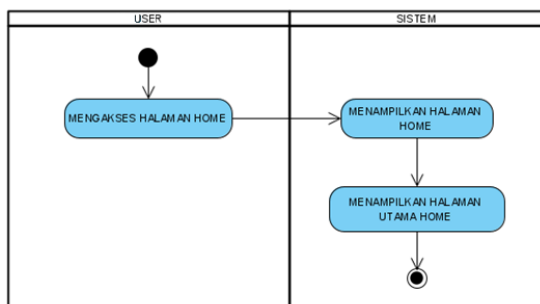 USER
SISTEM
MENGAKSES HALAMAN HOME
MENAMPILKAN HALAMAN
HOME
MENAMPILKAN HALAMAN
UTAMA HOME